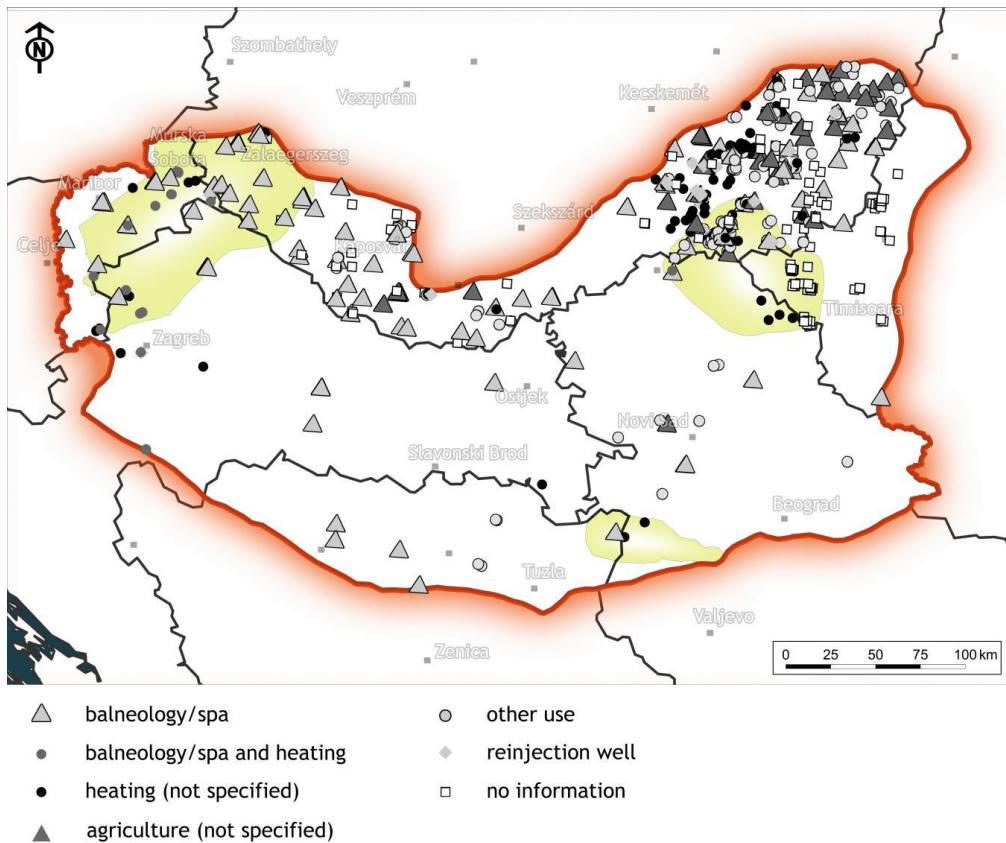 N
Szombathely
Veszprém
Kecskemét
Murska
Sobota
Zalaegerszeg
Maribor
Szekszárd
Celje
Kaposvár
Timisoara
Zagreb
Osijek
Novi Sad
Slavonski Brod
Beograd
Tuzla
Valjevo
Zenica
0 25 50 75 100 km
balneology/spa
balneology/spa and heating
heating (not specified)
agriculture (not specified)
other use
reinjection well
no information